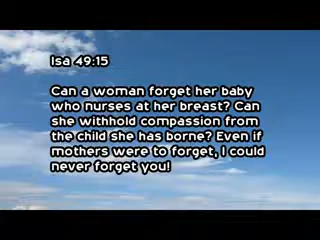 Isa 49:15
Can a woman forget her baby
who nurses at her breast? Can
she withhold compassion from
the child she has borne? Even if
mothers were to forget, I could
never forget you!